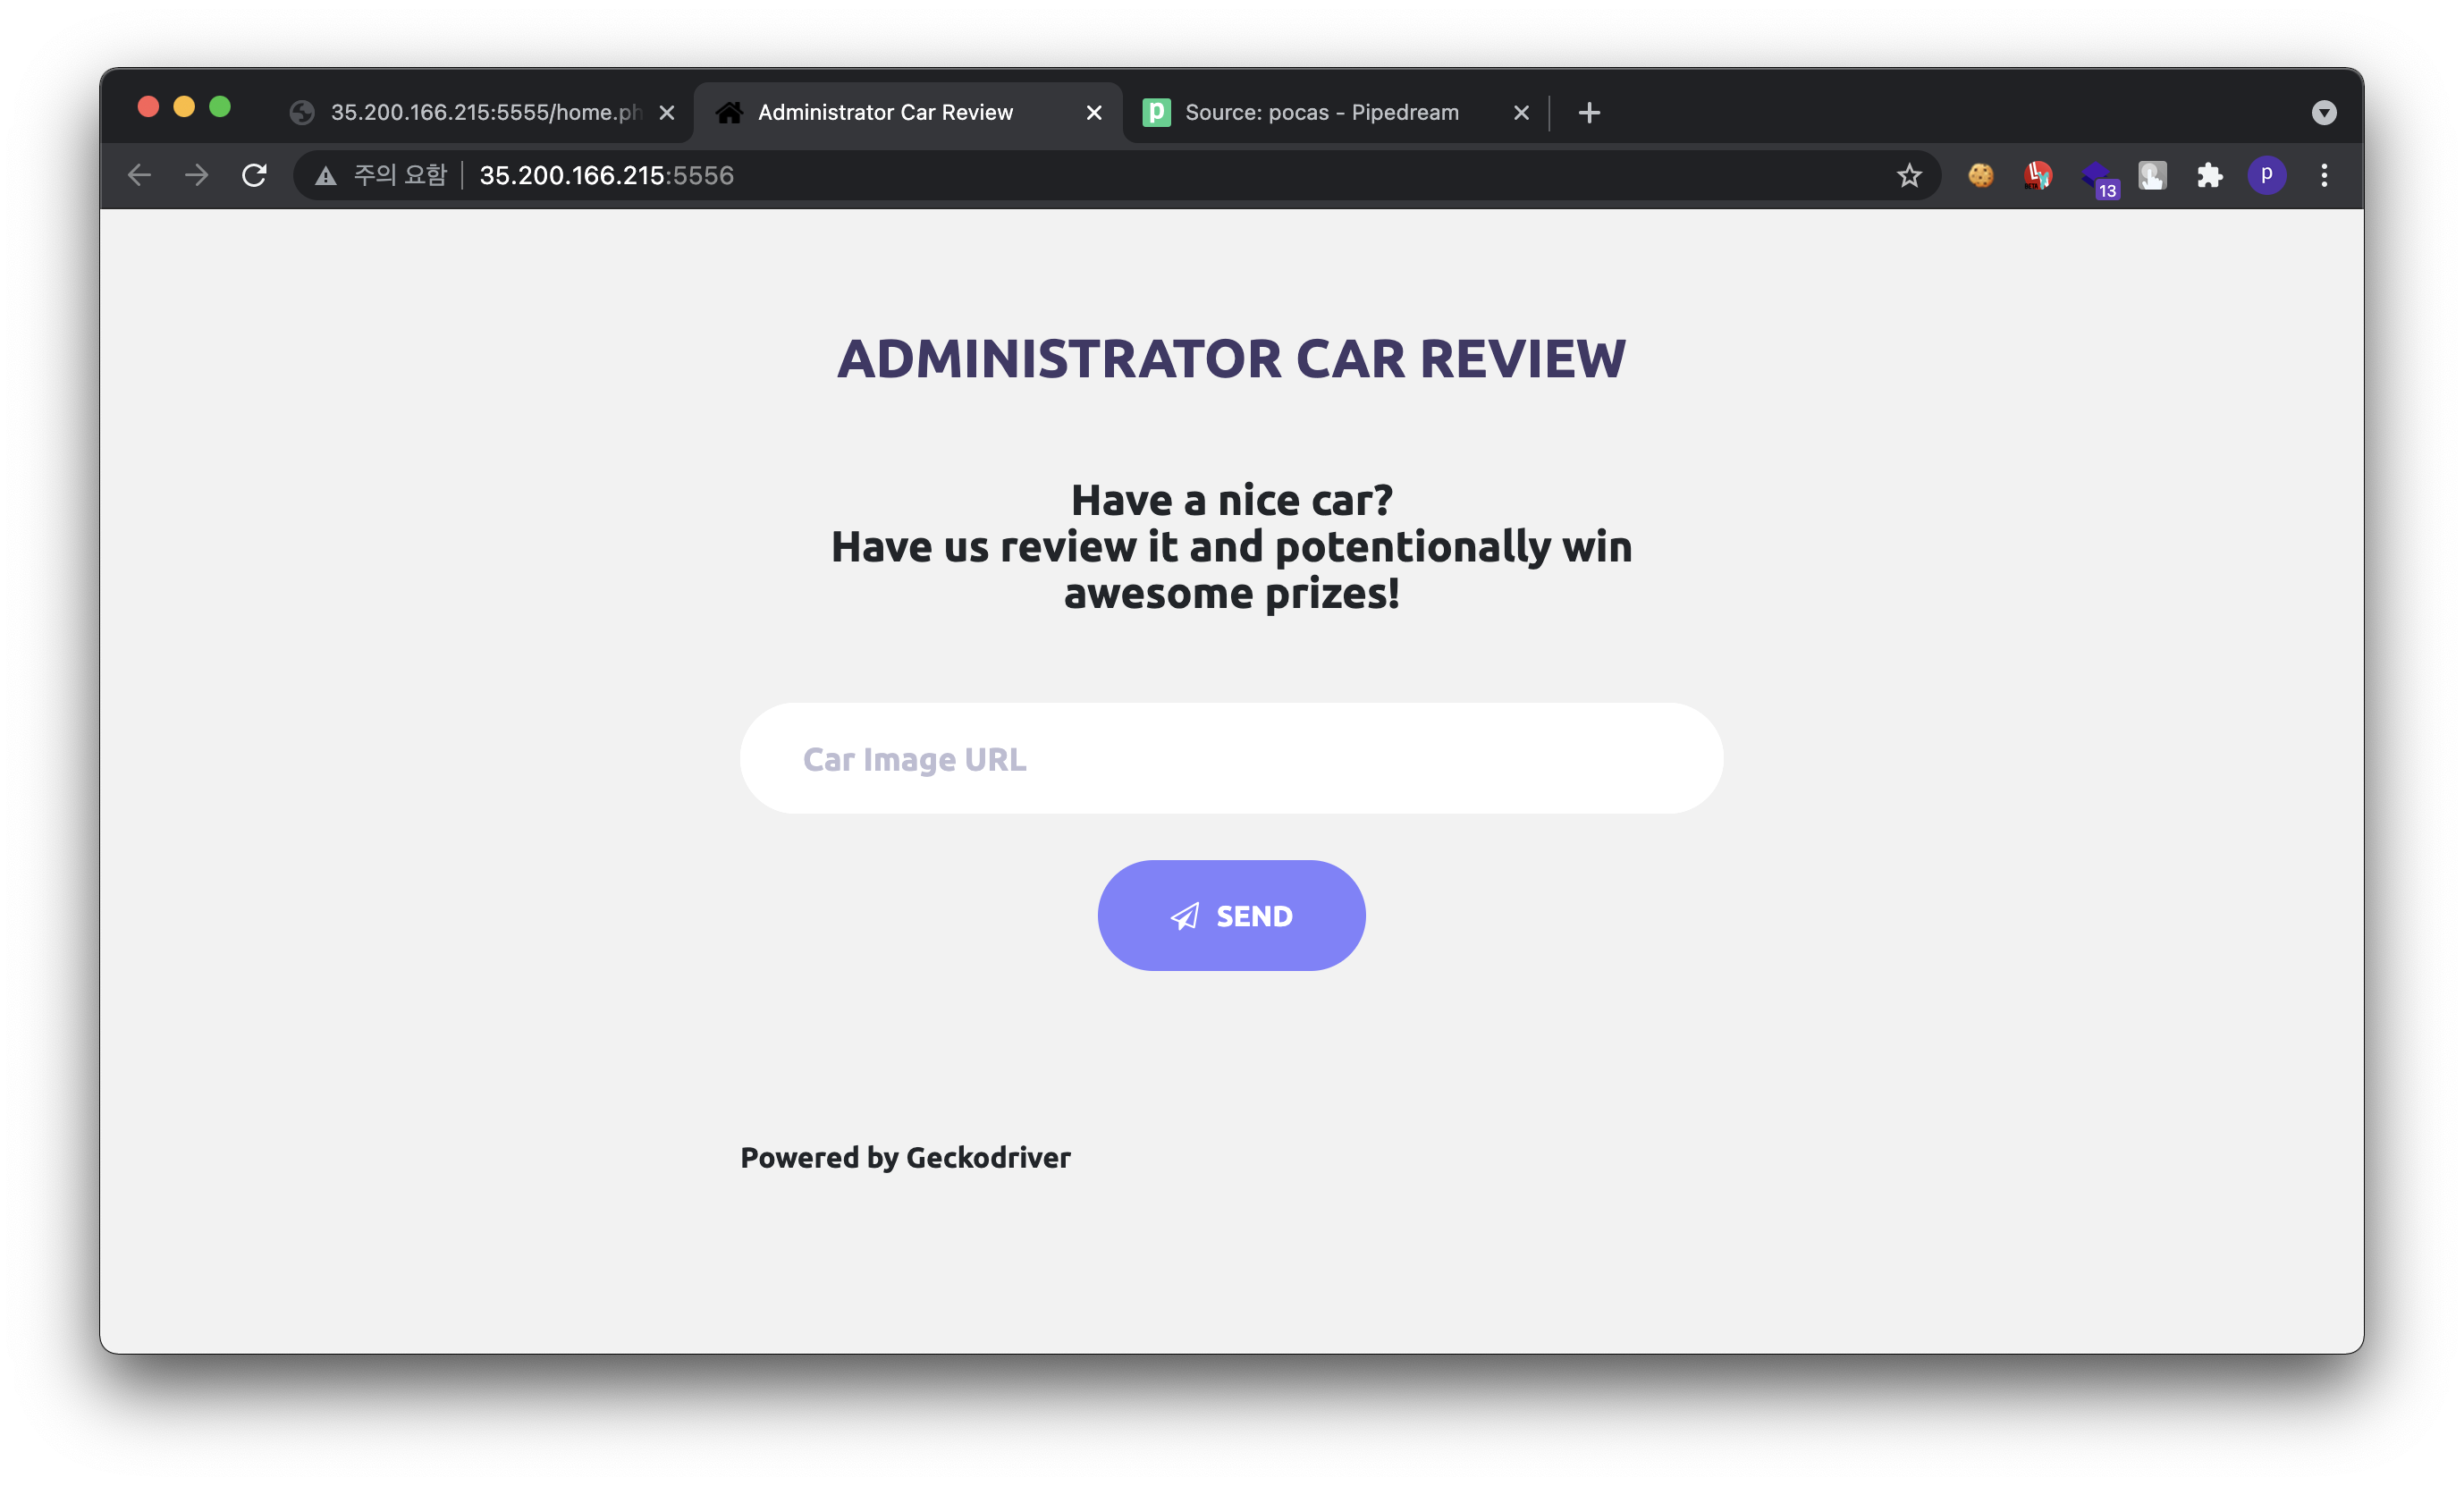 35.200.166.215:5555/home.ph
Administrator Car Review
Source: pocas - Pipedream
주의 요함
35.200.166.215:5556
BETA
13
p
ADMINISTRATOR CAR REVIEW
Have a nice car?
Have us review it and potentionally win
awesome prizes!
Car Image URL
SEND
Powered by Geckodriver